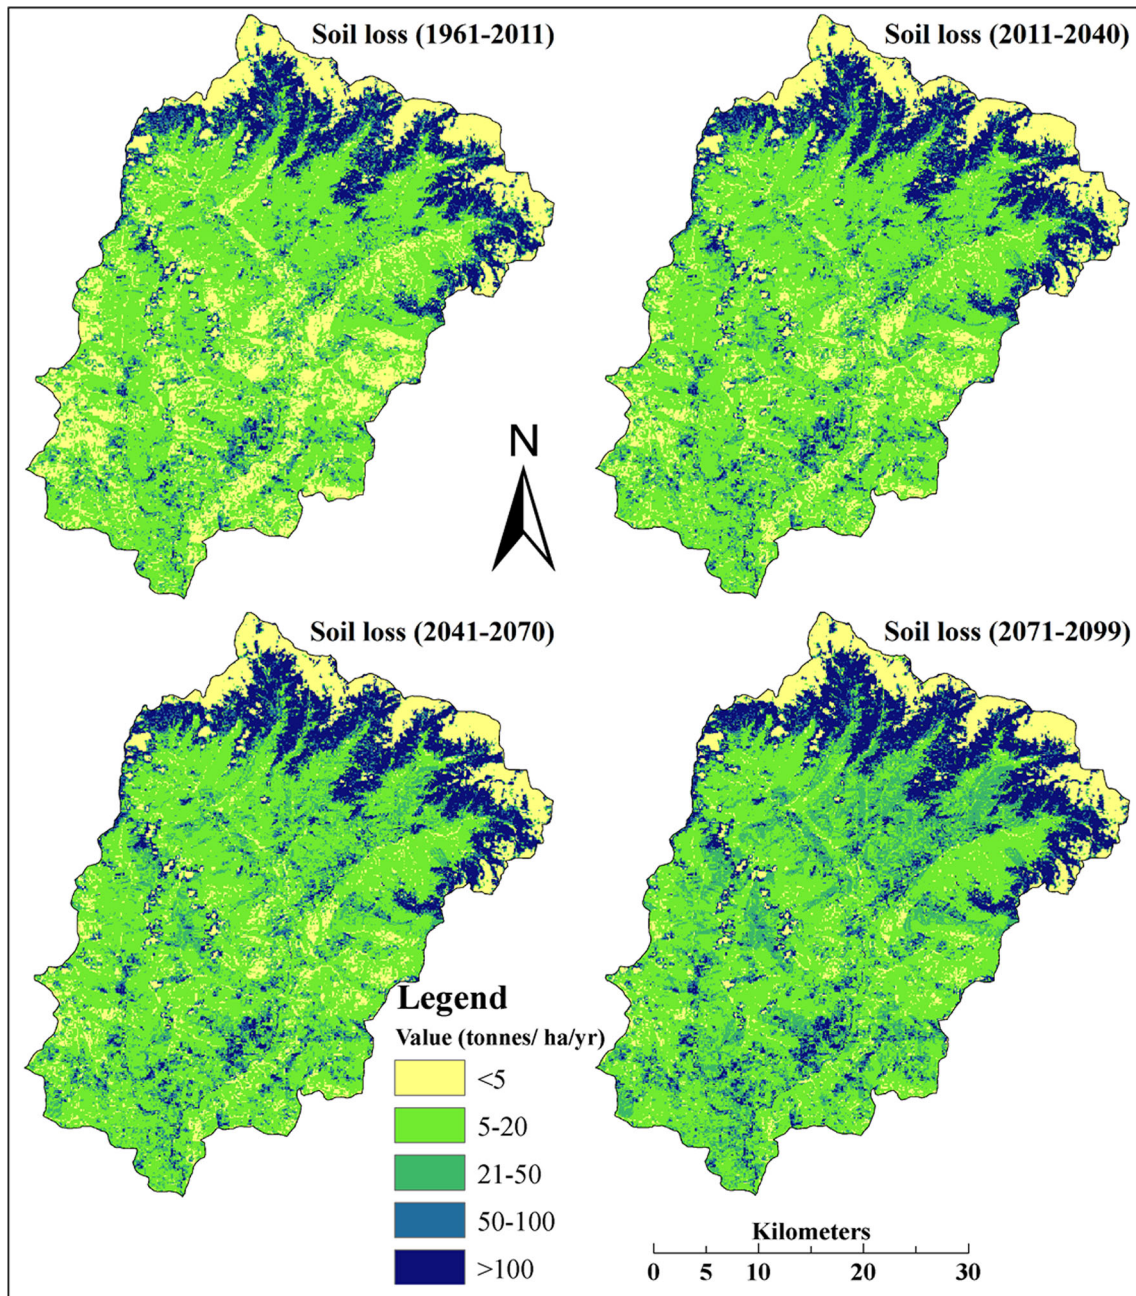 Soil loss (1961-2011)
Soil loss (2011-2040)
N
Soil loss (2041-2070)
Soil loss (2071-2099)
Legend
Value (tonnes/ ha/yr)
<5
5-20
21-50
50-100
>100
Kilometers
0 5 10 20 30